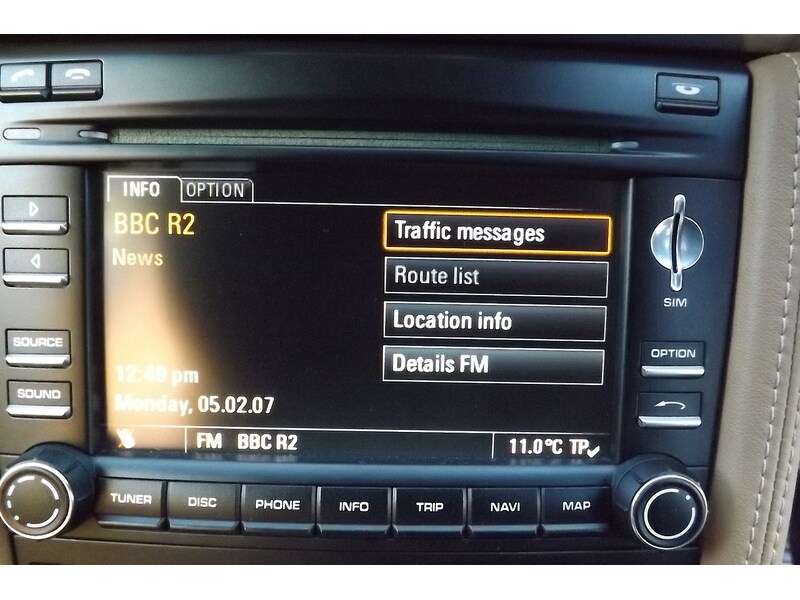 INFO OPTION
BBC R2
News
Traffic messages
Route list
Location info
Details FM
12:49 pm
Monday, 05.02.07
FM BBC R2 11.0°C TP
SOURCE
SOUND
SIM
OPTION
TUNER DISC PHONE INFO TRIP NAVI MAP